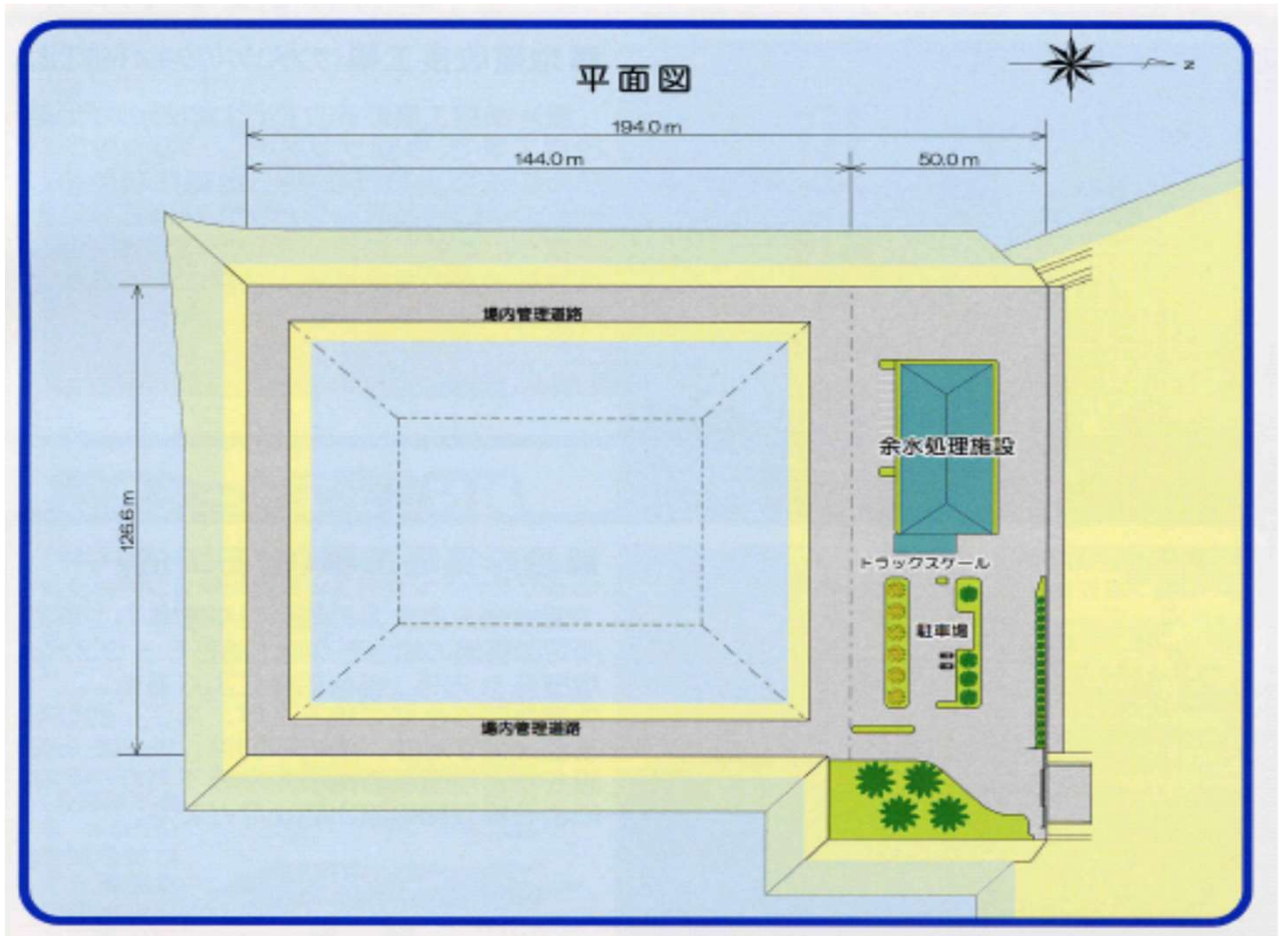 平面図
N
194.0m
144.0m
50.0m
場内管理道路
126.6m
余水処理施設
トラックスケール
駐車場
場内管理道路